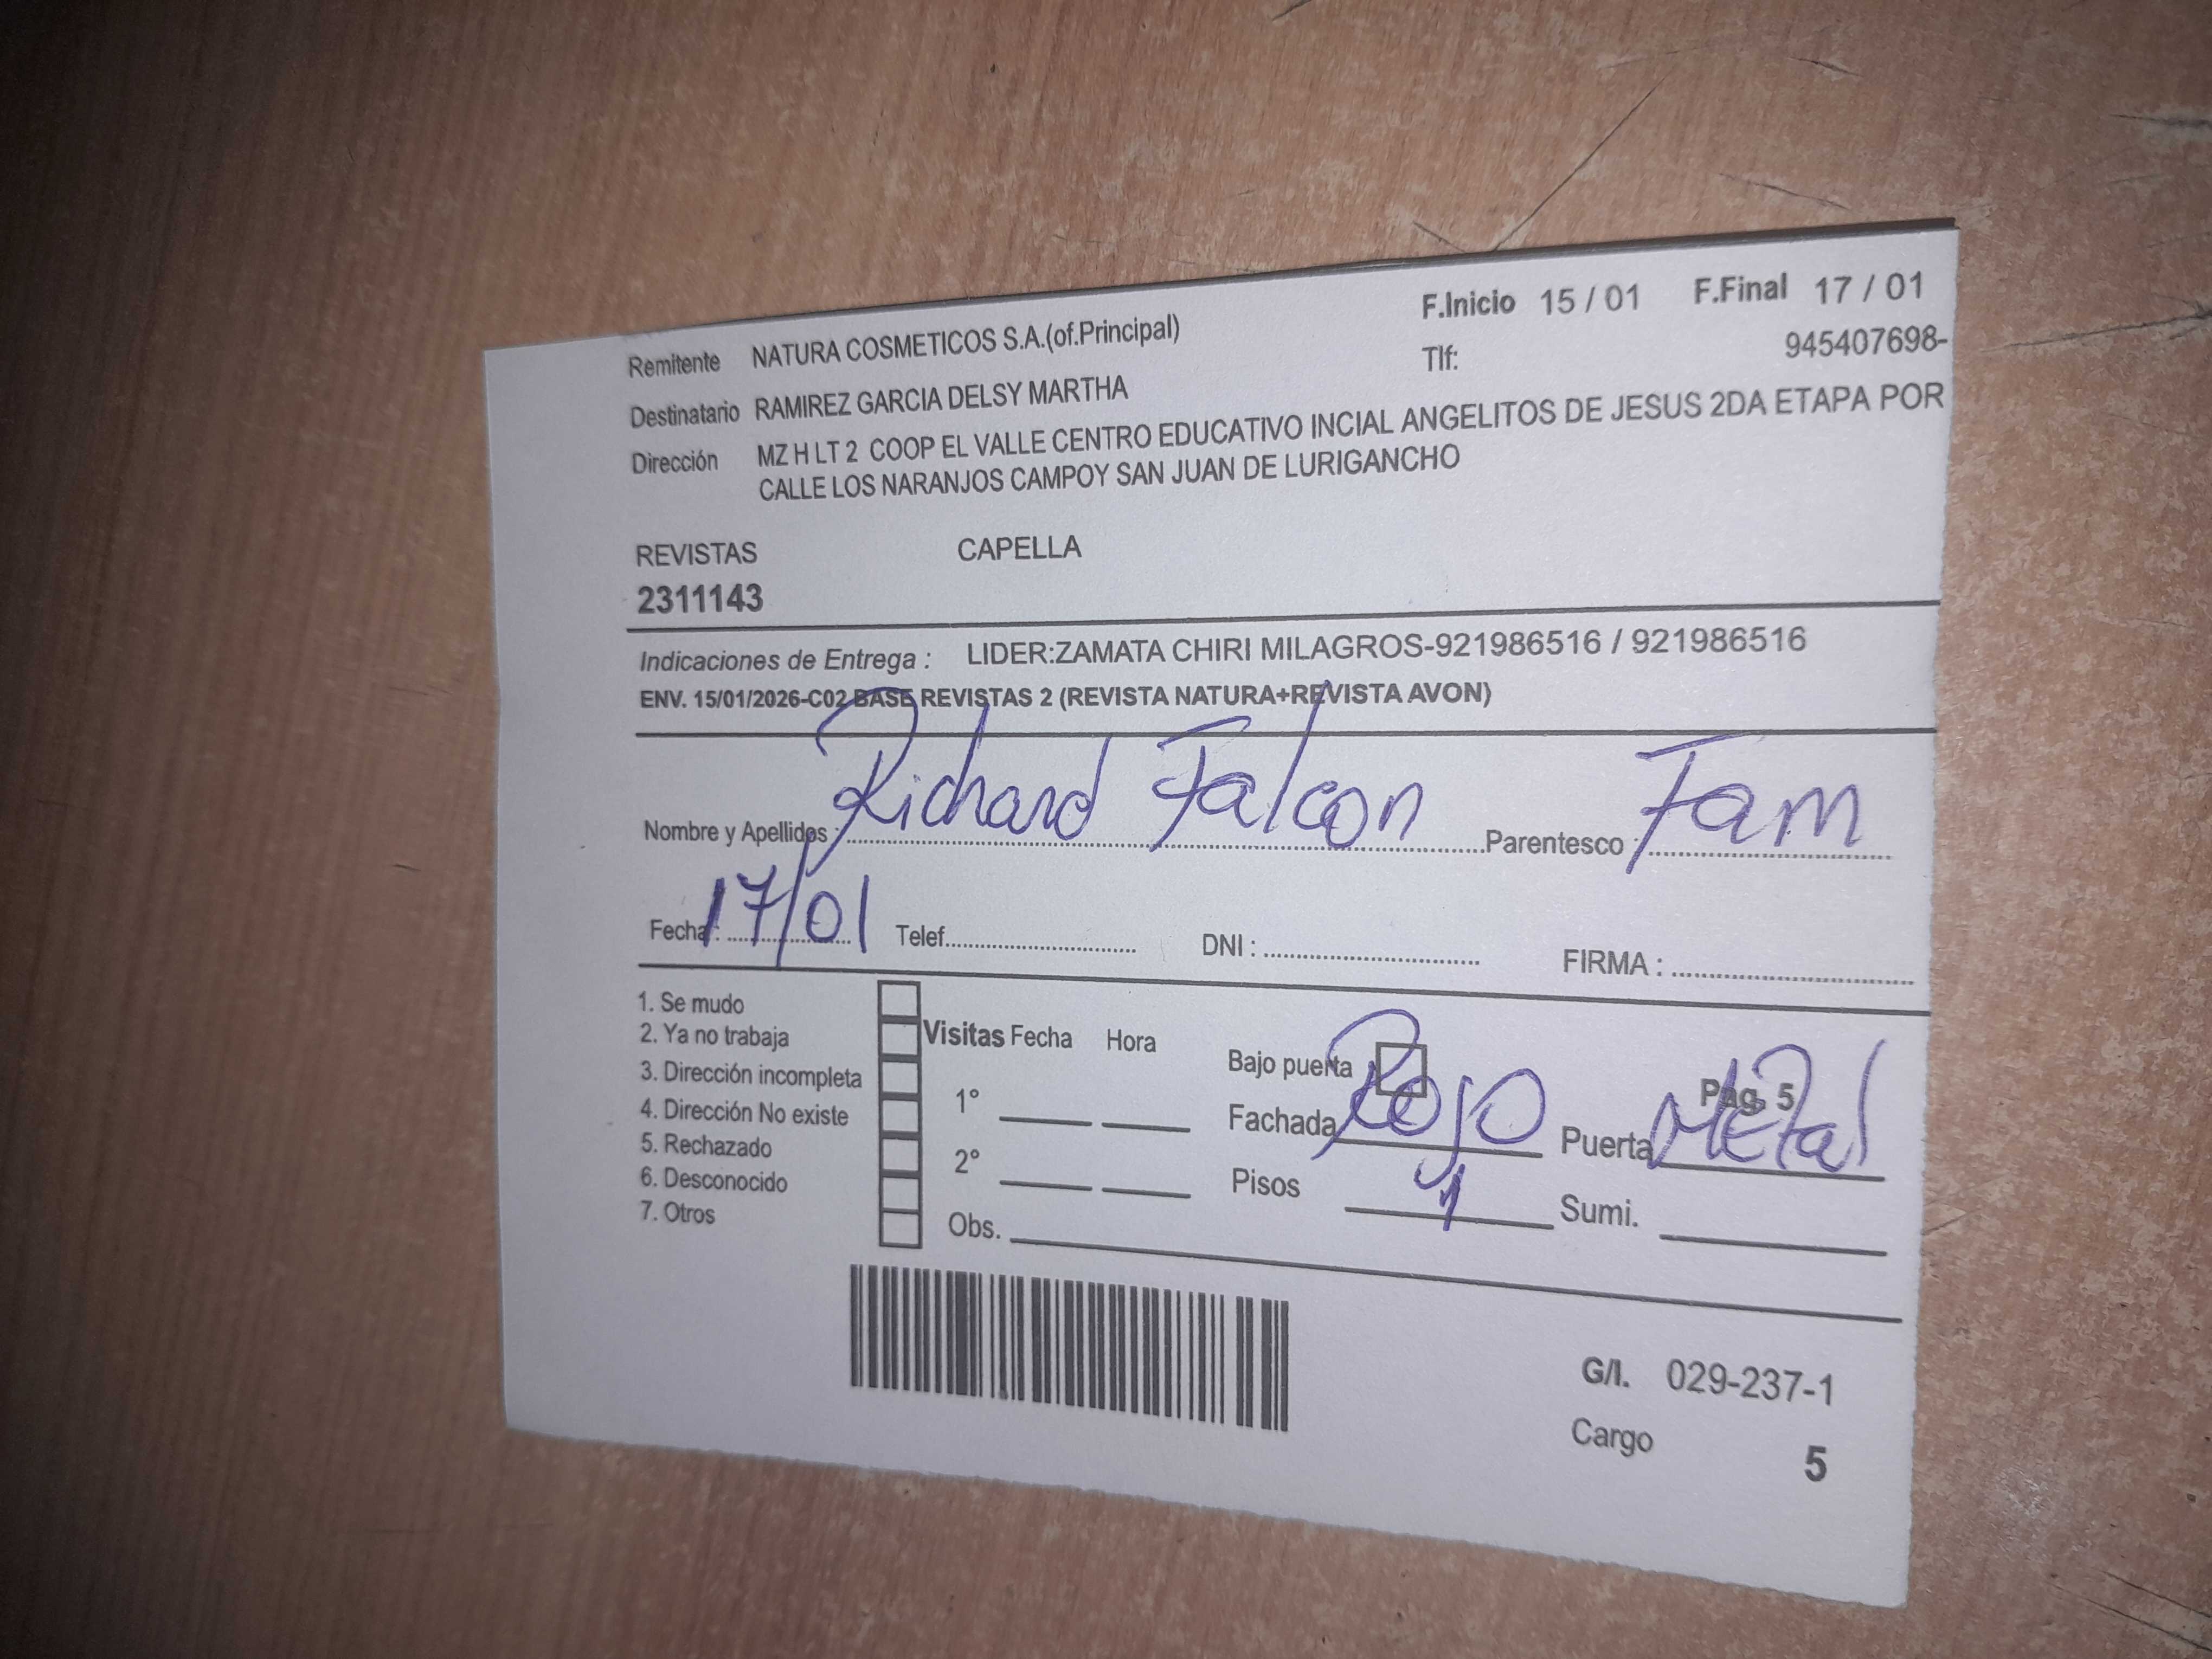 Remitente NATURA COSMETICOS S.A.(of.Principal) F.Inicio 15 / 01 F.Final 17 / 01
Tlf: 945407698-
Destinatario RAMIREZ GARCIA DELSY MARTHA
Dirección MZ H LT 2 COOP EL VALLE CENTRO EDUCATIVO INCIAL ANGELITOS DE JESUS 2DA ETAPA POR
CALLE LOS NARANJOS CAMPOY SAN JUAN DE LURIGANCHO
REVISTAS CAPELLA
2311143
Indicaciones de Entrega : LIDER:ZAMATA CHIRI MILAGROS-921986516 / 921986516
ENV. 15/01/2026-C02 BASE REVISTAS 2 (REVISTA NATURA+REVISTA AVON)
Nombre y Apellidos : Richard Falcon Parentesco : Fam
Fecha : 17/01 Telef. DNI : FIRMA :
1. Se mudo
2. Ya no trabaja Visitas Fecha Hora
3. Dirección incompleta Bajo puerta Pag. 5
4. Dirección No existe 1° Fachada Rojo Puerta Metal
5. Rechazado
6. Desconocido 2° Pisos 1 Sumi.
7. Otros Obs.
G/I. 029-237-1
Cargo 5